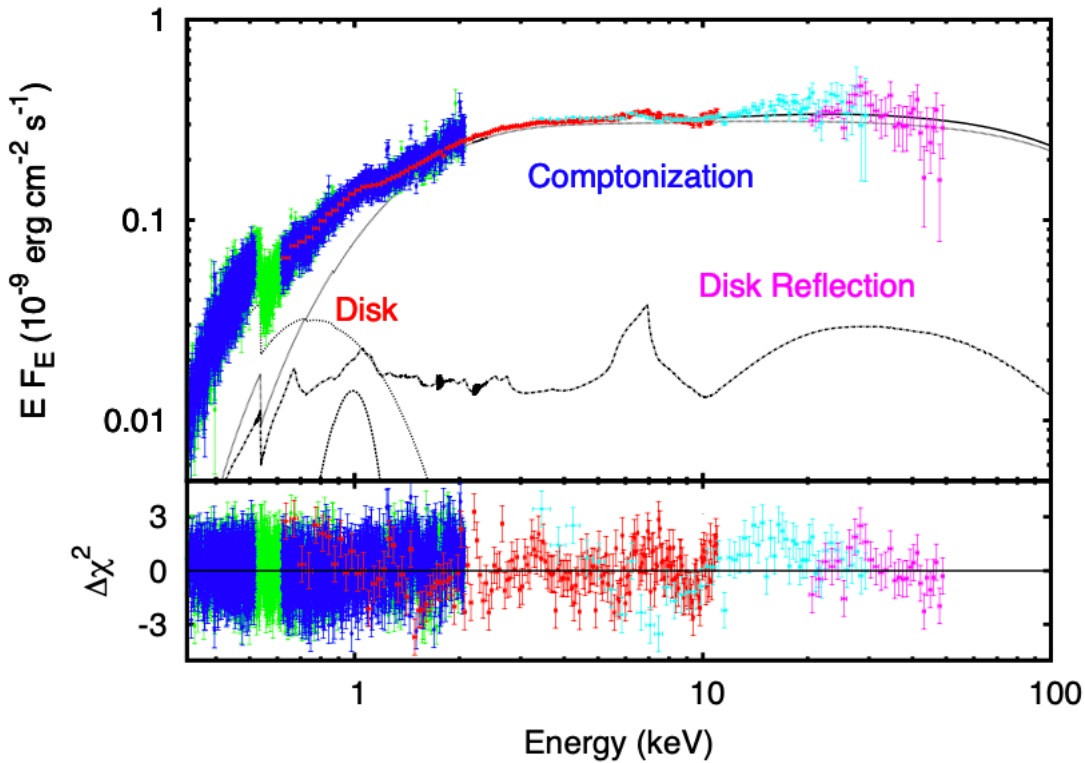 1
0.1
0.01
E F_E (10^-9 erg cm^-2 s^-1)
Comptonization
Disk Reflection
Disk
3
0
-3
Δχ^2
1
10
100
Energy (keV)